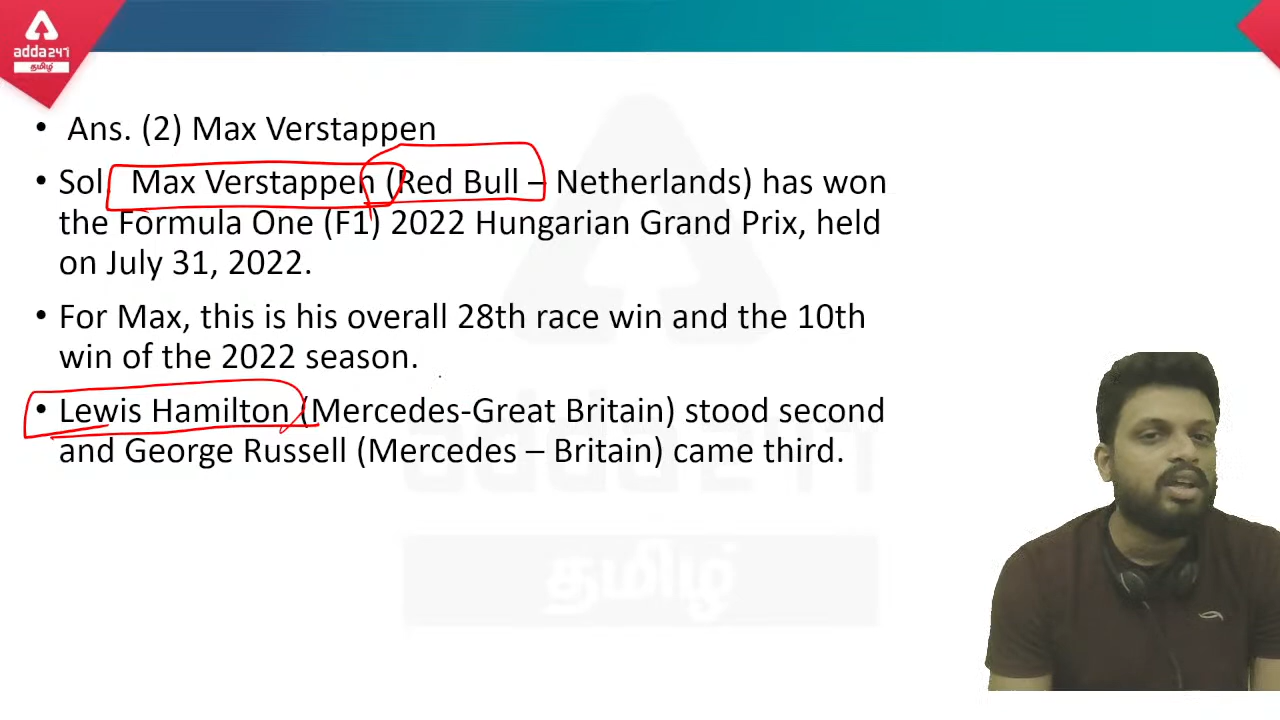 adda247
தமிழ்
• Ans. (2) Max Verstappen
• Sol. Max Verstappen (Red Bull – Netherlands) has won
the Formula One (F1) 2022 Hungarian Grand Prix, held
on July 31, 2022.
• For Max, this is his overall 28th race win and the 10th
win of the 2022 season.
• Lewis Hamilton (Mercedes-Great Britain) stood second
and George Russell (Mercedes – Britain) came third.
adda247
தமிழ்